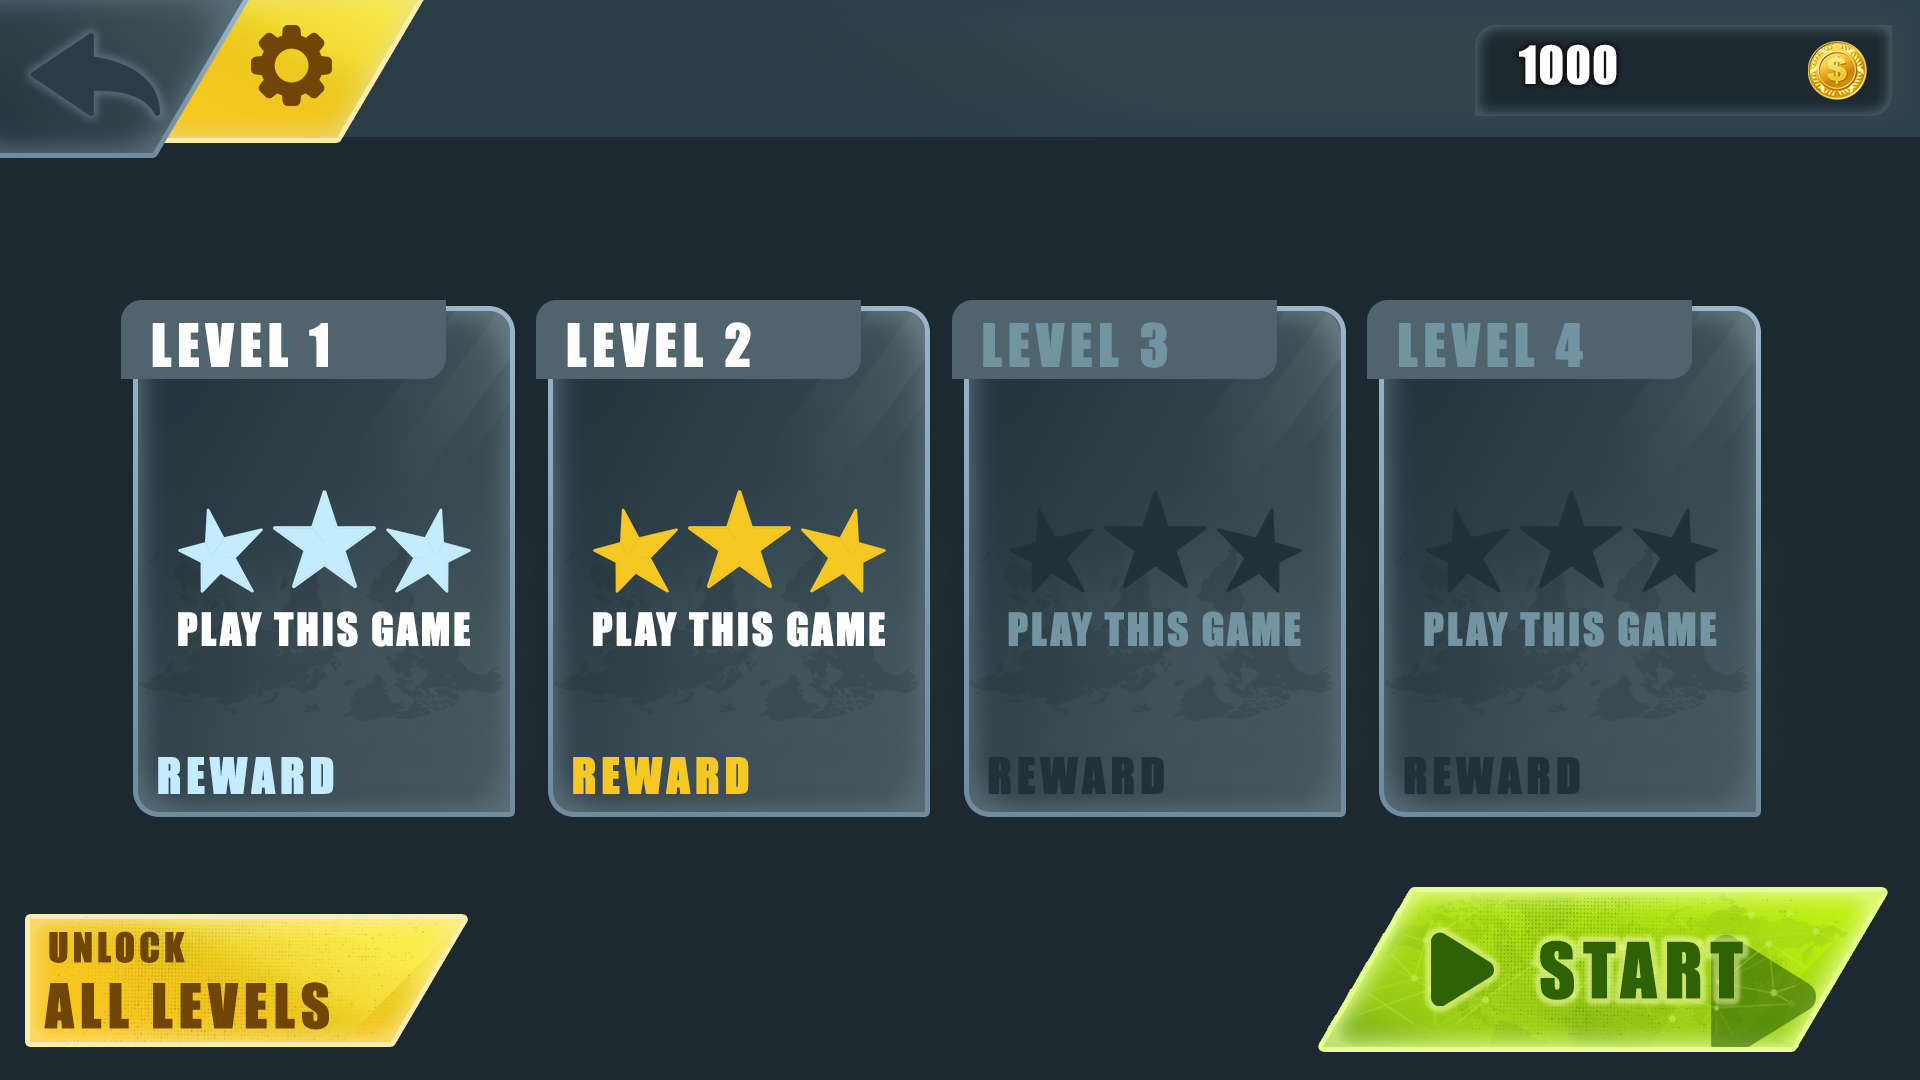 1000
LEVEL 1
PLAY THIS GAME
REWARD
LEVEL 2
PLAY THIS GAME
REWARD
LEVEL 3
PLAY THIS GAME
REWARD
LEVEL 4
PLAY THIS GAME
REWARD
UNLOCK
ALL LEVELS
START